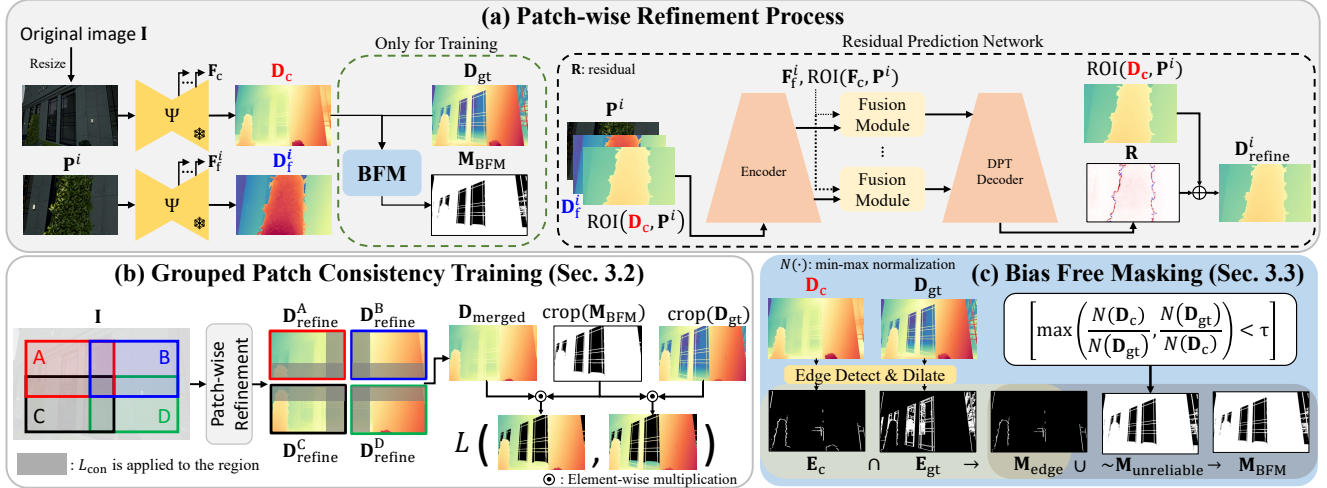 (a) Patch-wise Refinement Process
Original image I
Resize
Ψ
F_c
D_c
P^i
Ψ
F_f^i
D_f^i
Only for Training
D_gt
BFM
M_BFM
Residual Prediction Network
R: residual
P^i
D_f^i
ROI(D_c, P^i)
Encoder
F_f^i, ROI(F_c, P^i)
Fusion Module
⋮
Fusion Module
DPT Decoder
ROI(D_c, P^i)
R
D_refine^i
(b) Grouped Patch Consistency Training (Sec. 3.2)
I
A
B
C
D
: L_con is applied to the region
Patch-wise Refinement
D_refine^A
D_refine^B
D_refine^C
D_refine^D
D_merged
crop(M_BFM)
crop(D_gt)
L ( , )
⊙ : Element-wise multiplication
N(·): min-max normalization
(c) Bias Free Masking (Sec. 3.3)
D_c
D_gt
Edge Detect & Dilate
[max(N(D_c)/N(D_gt), N(D_gt)/N(D_c)) < τ]
E_c ∩ E_gt → M_edge ∪ ~M_unreliable → M_BFM